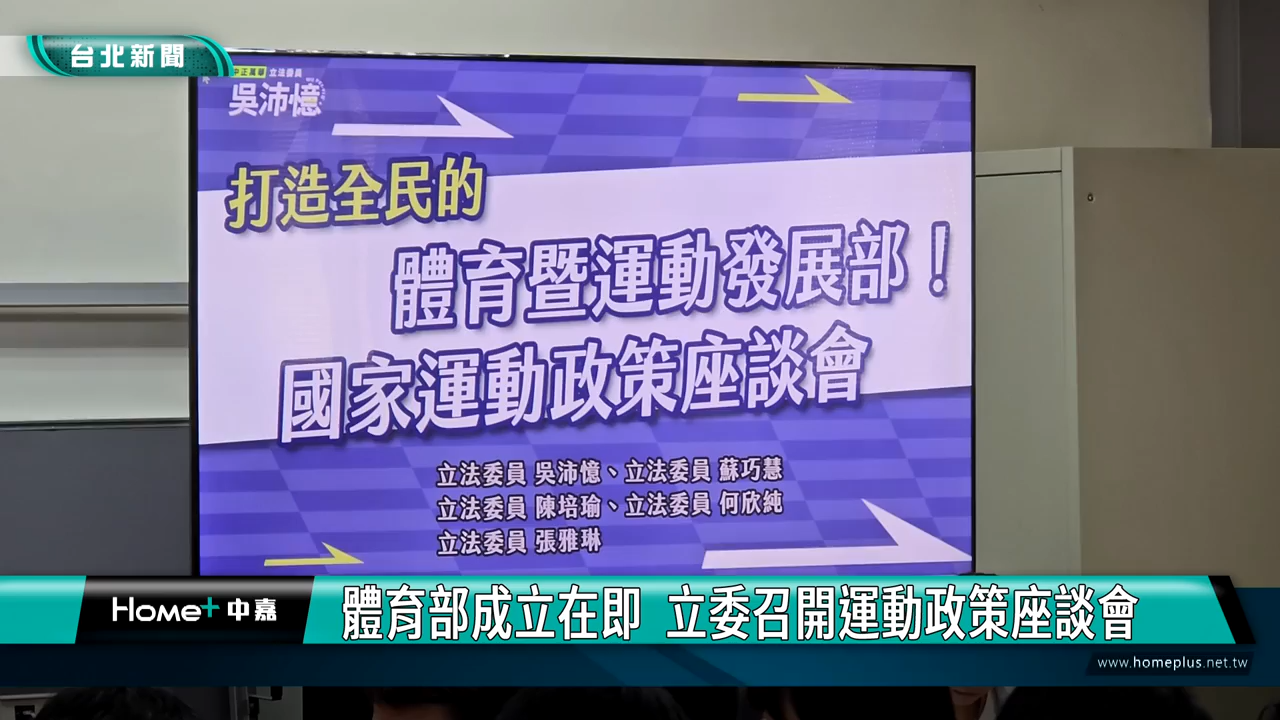 台北新聞
中正萬華 立法委員
吳沛憶
打造全民的
體育暨運動發展部！
國家運動政策座談會
立法委員 吳沛憶、立法委員 蘇巧慧
立法委員 陳培瑜、立法委員 何欣純
立法委員 張雅琳
Home+中嘉
體育部成立在即 立委召開運動政策座談會
www.homeplus.net.tw